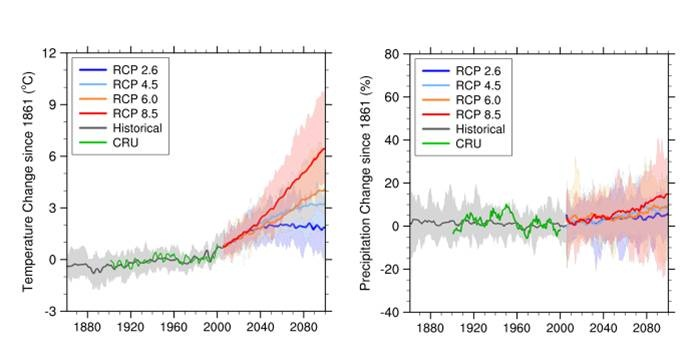 Temperature Change since 1861 (°C)
12
9
6
3
0
-3
RCP 2.6
RCP 4.5
RCP 6.0
RCP 8.5
Historical
CRU
1880 1920 1960 2000 2040 2080
Precipitation Change since 1861 (%)
80
60
40
20
0
-20
-40
RCP 2.6
RCP 4.5
RCP 6.0
RCP 8.5
Historical
CRU
1880 1920 1960 2000 2040 2080